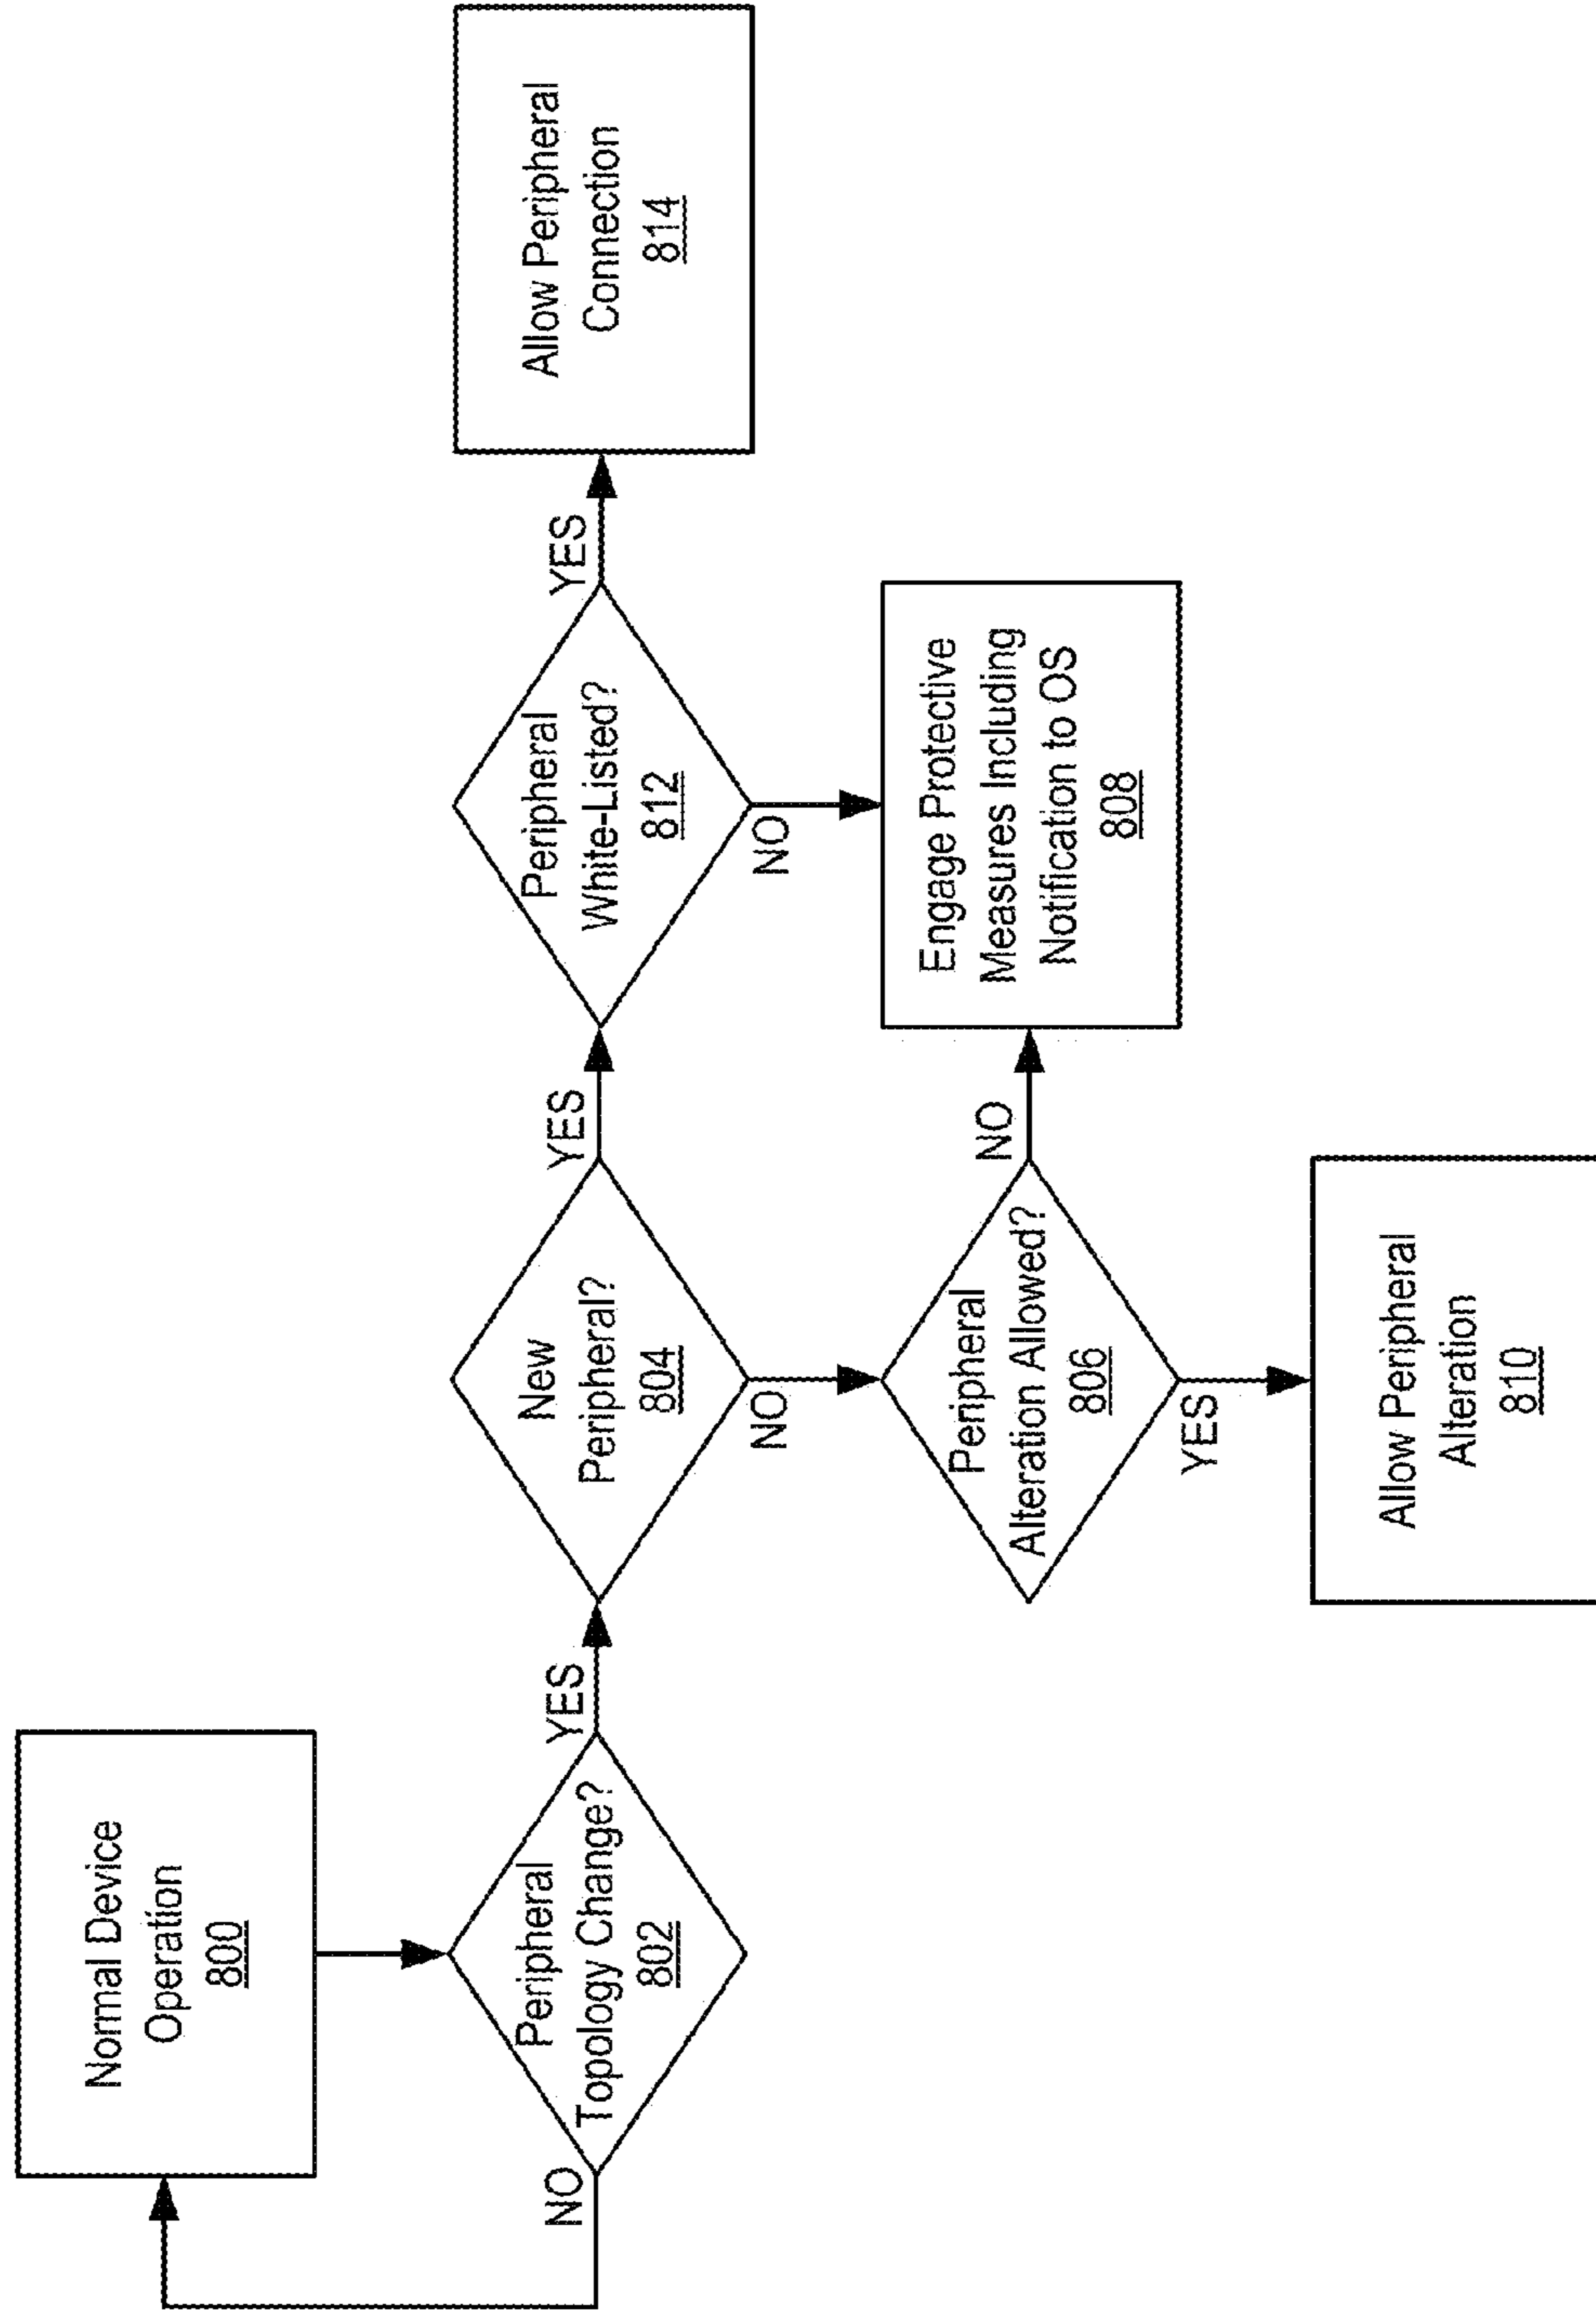 Normal Device
Operation
800
Peripheral
Topology Change?
802
NO
YES
New
Peripheral?
804
YES
NO
Peripheral
White-Listed?
812
YES
NO
Allow Peripheral
Connection
814
Peripheral
Alteration Allowed?
806
NO
YES
Engage Protective
Measures Including
Notification to OS
808
Allow Peripheral
Alteration
810